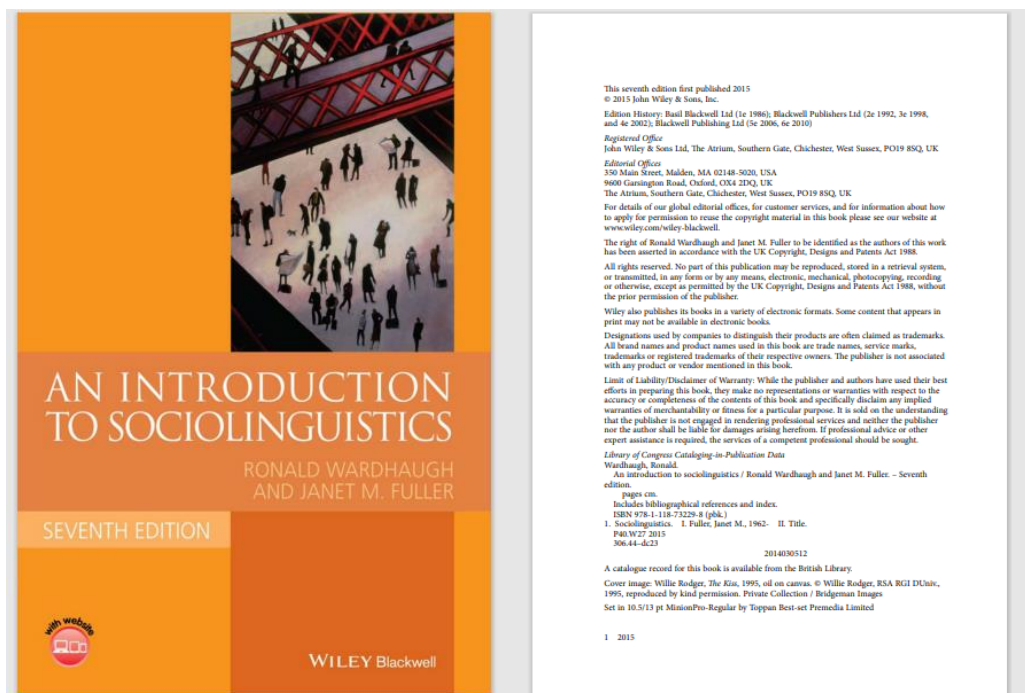 AN INTRODUCTION
TO SOCIOLINGUISTICS
RONALD WARDHAUGH
AND JANET M. FULLER
SEVENTH EDITION
with website
WILEY Blackwell
This seventh edition first published 2015
© 2015 John Wiley & Sons, Inc.
Edition History: Basil Blackwell Ltd (1e 1986); Blackwell Publishers Ltd (2e 1992, 3e 1998,
and 4e 2002); Blackwell Publishing Ltd (5e 2006, 6e 2010)
Registered Office
John Wiley & Sons Ltd, The Atrium, Southern Gate, Chichester, West Sussex, PO19 8SQ, UK
Editorial Offices
350 Main Street, Malden, MA 02148-5020, USA
9600 Garsington Road, Oxford, OX4 2DQ, UK
The Atrium, Southern Gate, Chichester, West Sussex, PO19 8SQ, UK
For details of our global editorial offices, for customer services, and for information about how
to apply for permission to reuse the copyright material in this book please see our website at
www.wiley.com/wiley-blackwell.
The right of Ronald Wardhaugh and Janet M. Fuller to be identified as the authors of this work
has been asserted in accordance with the UK Copyright, Designs and Patents Act 1988.
All rights reserved. No part of this publication may be reproduced, stored in a retrieval system,
or transmitted, in any form or by any means, electronic, mechanical, photocopying, recording
or otherwise, except as permitted by the UK Copyright, Designs and Patents Act 1988, without
the prior permission of the publisher.
Wiley also publishes its books in a variety of electronic formats. Some content that appears in
print may not be available in electronic books.
Designations used by companies to distinguish their products are often claimed as trademarks.
All brand names and product names used in this book are trade names, service marks,
trademarks or registered trademarks of their respective owners. The publisher is not associated
with any product or vendor mentioned in this book.
Limit of Liability/Disclaimer of Warranty: While the publisher and authors have used their best
efforts in preparing this book, they make no representations or warranties with respect to the
accuracy or completeness of the contents of this book and specifically disclaim any implied
warranties of merchantability or fitness for a particular purpose. It is sold on the understanding
that the publisher is not engaged in rendering professional services and neither the publisher
nor the author shall be liable for damages arising herefrom. If professional advice or other
expert assistance is required, the services of a competent professional should be sought.
Library of Congress Cataloging-in-Publication Data
Wardhaugh, Ronald.
An introduction to sociolinguistics / Ronald Wardhaugh and Janet M. Fuller. – Seventh
edition.
pages cm.
Includes bibliographical references and index.
ISBN 978-1-118-73229-8 (pbk.)
1. Sociolinguistics. I. Fuller, Janet M., 1962- II. Title.
P40.W27 2015
306.44–dc23
2014030512
A catalogue record for this book is available from the British Library.
Cover image: Willie Rodger, The Kiss, 1995, oil on canvas. © Willie Rodger, RSA RGI DUniv.,
1995, reproduced by kind permission. Private Collection / Bridgeman Images
Set in 10.5/13 pt MinionPro-Regular by Toppan Best-set Premedia Limited
1 2015